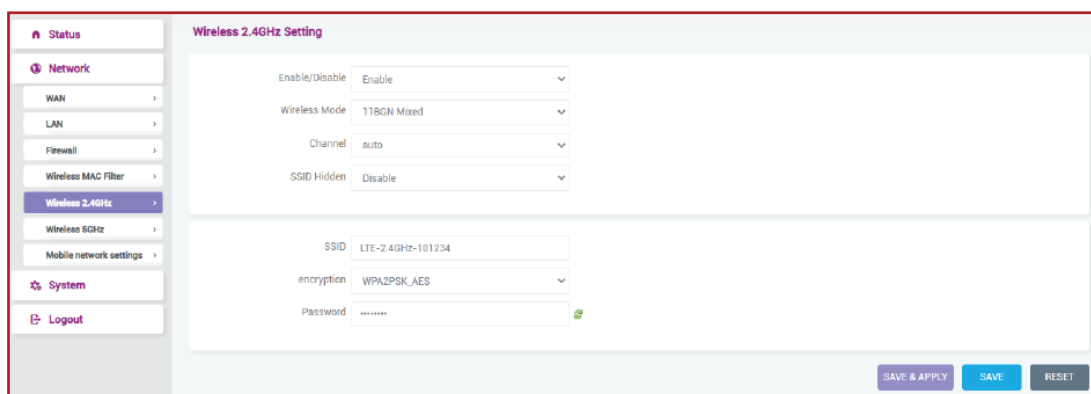 Status
Network
WAN
LAN
Firewall
Wireless MAC Filter
Wireless 2.4GHz
Wireless 5GHz
Mobile network settings
System
Logout
Wireless 2.4GHz Setting
Enable/Disable Enable
Wireless Mode 11BGN Mixed
Channel auto
SSID Hidden Disable
SSID LTE-2.4GHz-101234
encryption WPA2PSK_AES
Password ........
SAVE & APPLY SAVE RESET